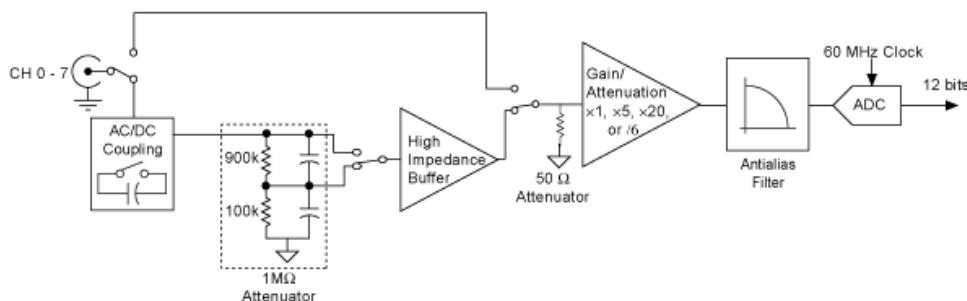 CH 0 - 7
AC/DC
Coupling
900k
100k
1MΩ
Attenuator
High
Impedance
Buffer
50 Ω
Attenuator
Gain/
Attenuation
x1, x5, x20,
or /6
Antialias
Filter
60 MHz Clock
ADC
12 bits